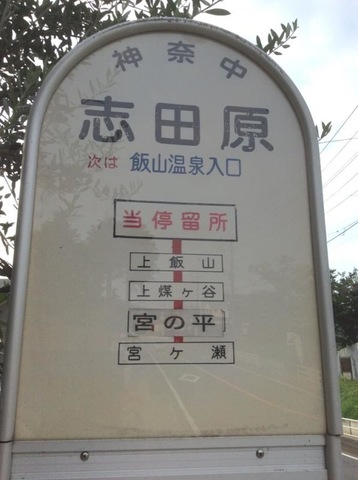 神奈中
志田原
次は 飯山温泉入口
当停留所
上飯山
上煤ヶ谷
宮の平
宮ヶ瀬